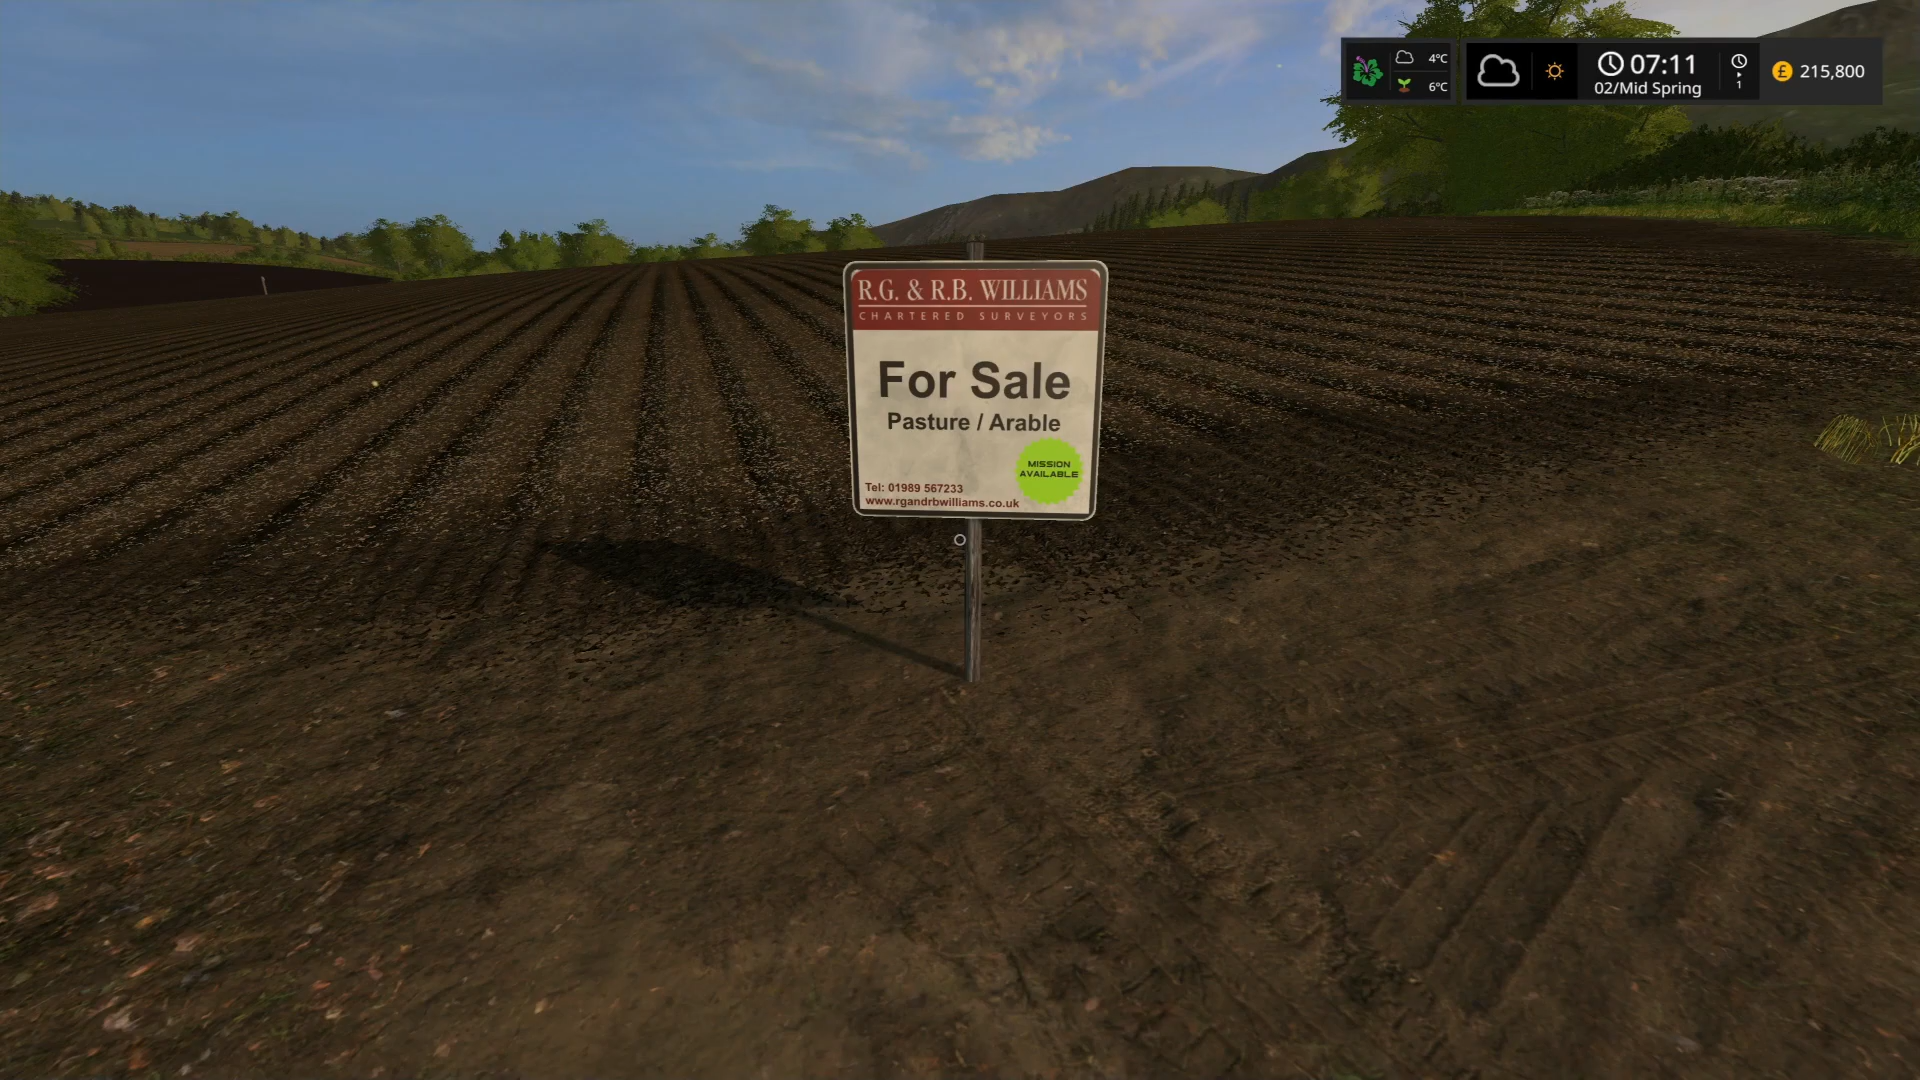 4°C
6°C
07:11
02/Mid Spring
1
£ 215,800
R.G. & R.B. WILLIAMS
CHARTERED SURVEYORS
For Sale
Pasture / Arable
MISSION
AVAILABLE
Tel: 01989 567233
www.rgandrbwilliams.co.uk